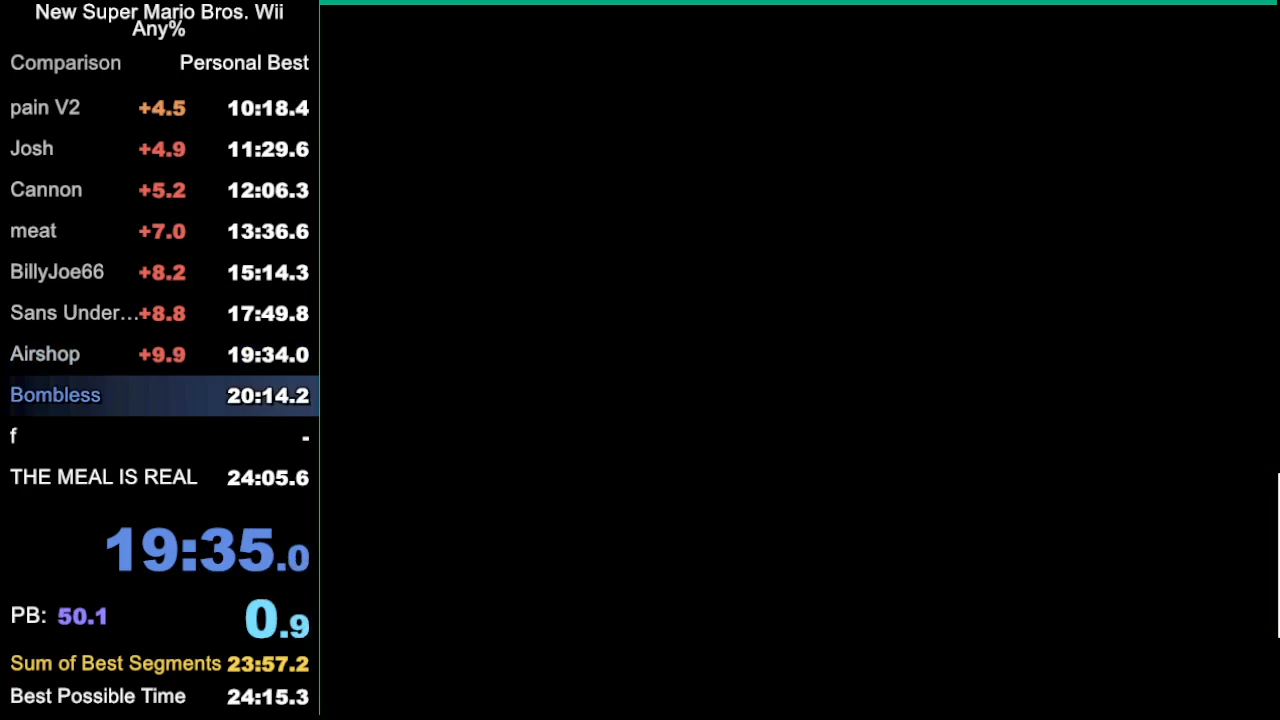 New Super Mario Bros. Wii
Any%
Comparison Personal Best
pain V2 +4.5 10:18.4
Josh +4.9 11:29.6
Cannon +5.2 12:06.3
meat +7.0 13:36.6
BillyJoe66 +8.2 15:14.3
Sans Under... +8.8 17:49.8
Airshop +9.9 19:34.0
Bombless 20:14.2
f -
THE MEAL IS REAL 24:05.6
19:35.0
PB: 50.1 0.9
Sum of Best Segments 23:57.2
Best Possible Time 24:15.3